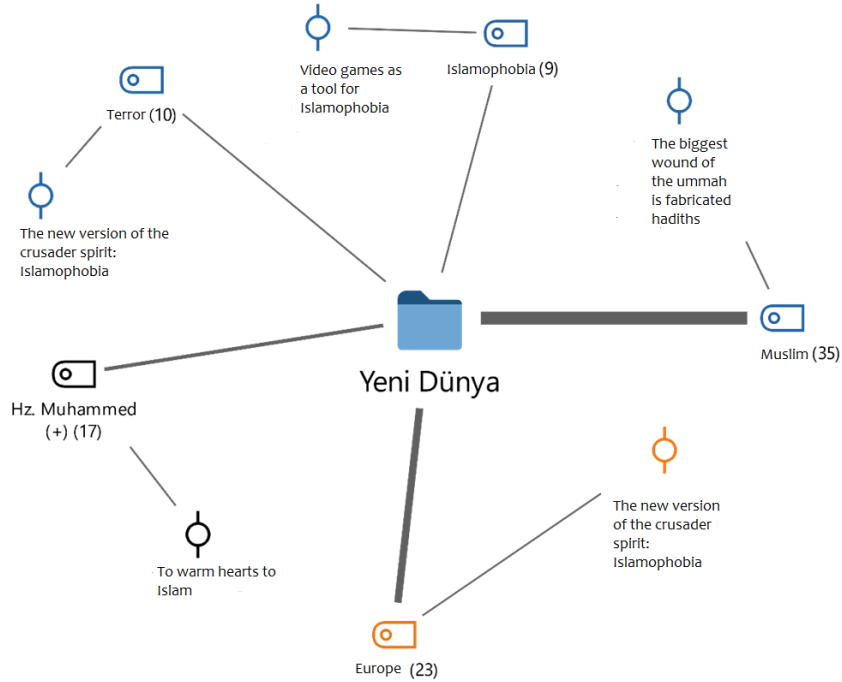 Video games as
a tool for
Islamophobia
Islamophobia (9)
Terror (10)
The biggest
wound of
the ummah
is fabricated
hadiths
The new version of the
crusader spirit:
Islamophobia
Muslim (35)
Yeni Dünya
Hz. Muhammed
(+) (17)
The new version
of the crusader
spirit:
Islamophobia
To warm hearts to
Islam
Europe (23)